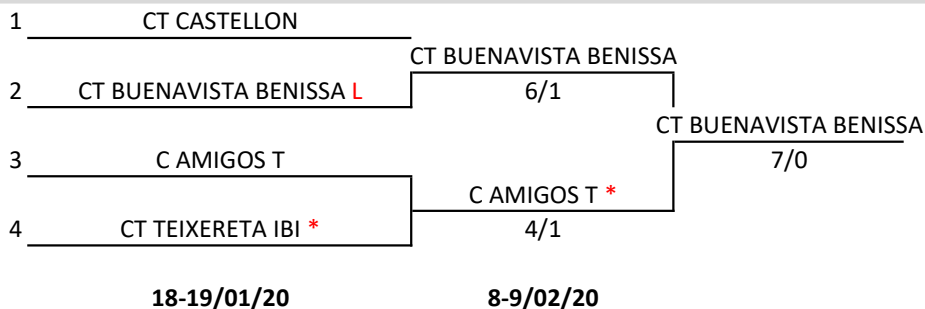 1 CT CASTELLON
CT BUENAVISTA BENISSA
2 CT BUENAVISTA BENISSA L 6/1
CT BUENAVISTA BENISSA
3 C AMIGOS T 7/0
C AMIGOS T *
4 CT TEIXERETA IBI * 4/1
18-19/01/20 8-9/02/20